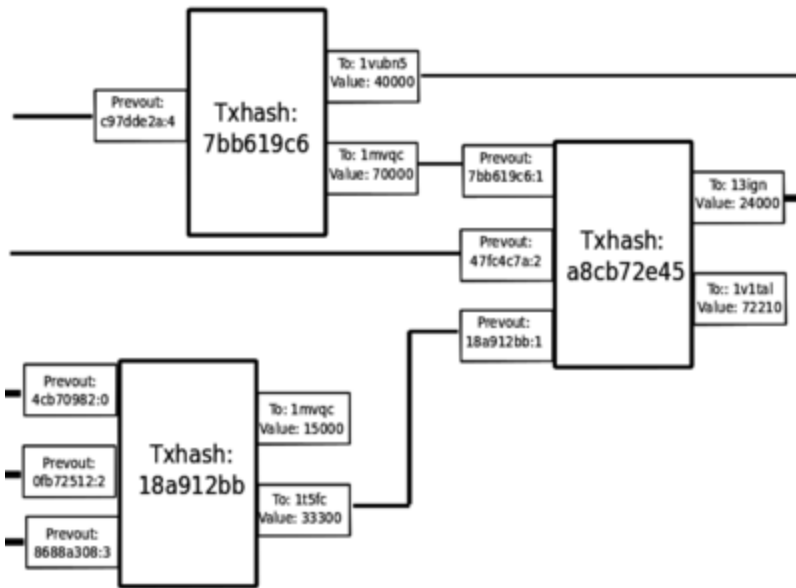 Prevout:
c97dde2a:4
Txhash:
7bb619c6
To: 1vubn5
Value: 40000
To: 1mvqc
Value: 70000
Prevout:
7bb619c6:1
Prevout:
47fc4c7a:2
Prevout:
18a912bb:1
Txhash:
a8cb72e45
To: 13ign
Value: 24000
To:: 1v1tal
Value: 72210
Prevout:
4cb70982:0
Prevout:
0fb72512:2
Prevout:
8688a308:3
Txhash:
18a912bb
To: 1mvqc
Value: 15000
To: 1t5fc
Value: 33300